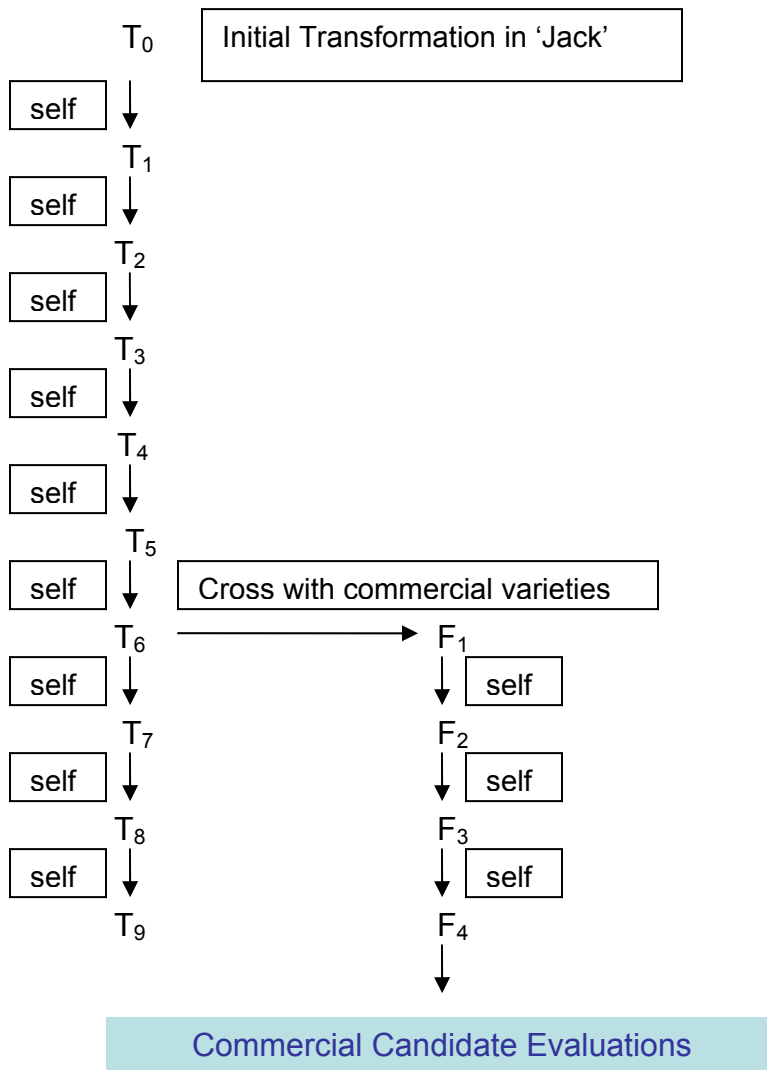 T₀ Initial Transformation in ‘Jack’
self
T₁
self
T₂
self
T₃
self
T₄
self
T₅
self Cross with commercial varieties
T₆ F₁
self self
T₇ F₂
self self
T₈ F₃
self self
T₉ F₄
Commercial Candidate Evaluations